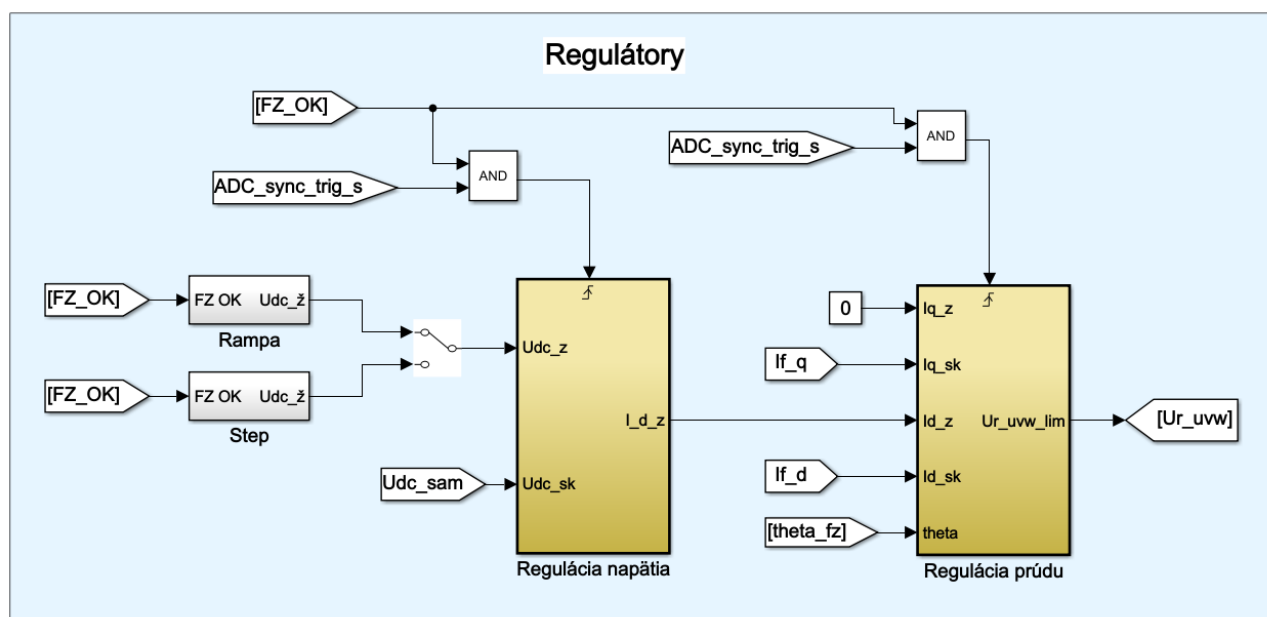 Regulátory
[FZ_OK]
AND
ADC_sync_trig_s
AND
ADC_sync_trig_s
[FZ_OK]
FZ OK Udc_ž
Rampa
[FZ_OK]
FZ OK Udc_ž
Step
Udc_sam
Udc_z
I_d_z
Udc_sk
Regulácia napätia
0
If_q
If_d
[theta_fz]
Iq_z
Iq_sk
Id_z Ur_uvw_lim
Id_sk
theta
Regulácia prúdu
[Ur_uvw]